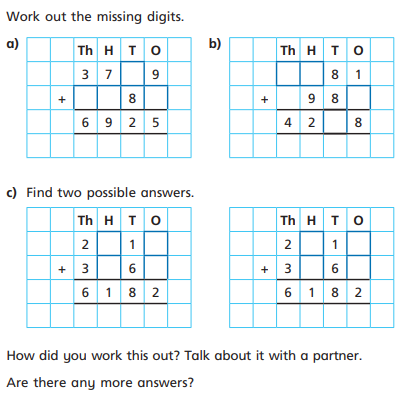 Work out the missing digits.
a)
Th H T O
3 7 9
+ 8
6 9 2 5
b)
Th H T O
8 1
+ 9 8
4 2 8
c) Find two possible answers.
Th H T O
2 1
+ 3 6
6 1 8 2
Th H T O
2 1
+ 3 6
6 1 8 2
How did you work this out? Talk about it with a partner.
Are there any more answers?